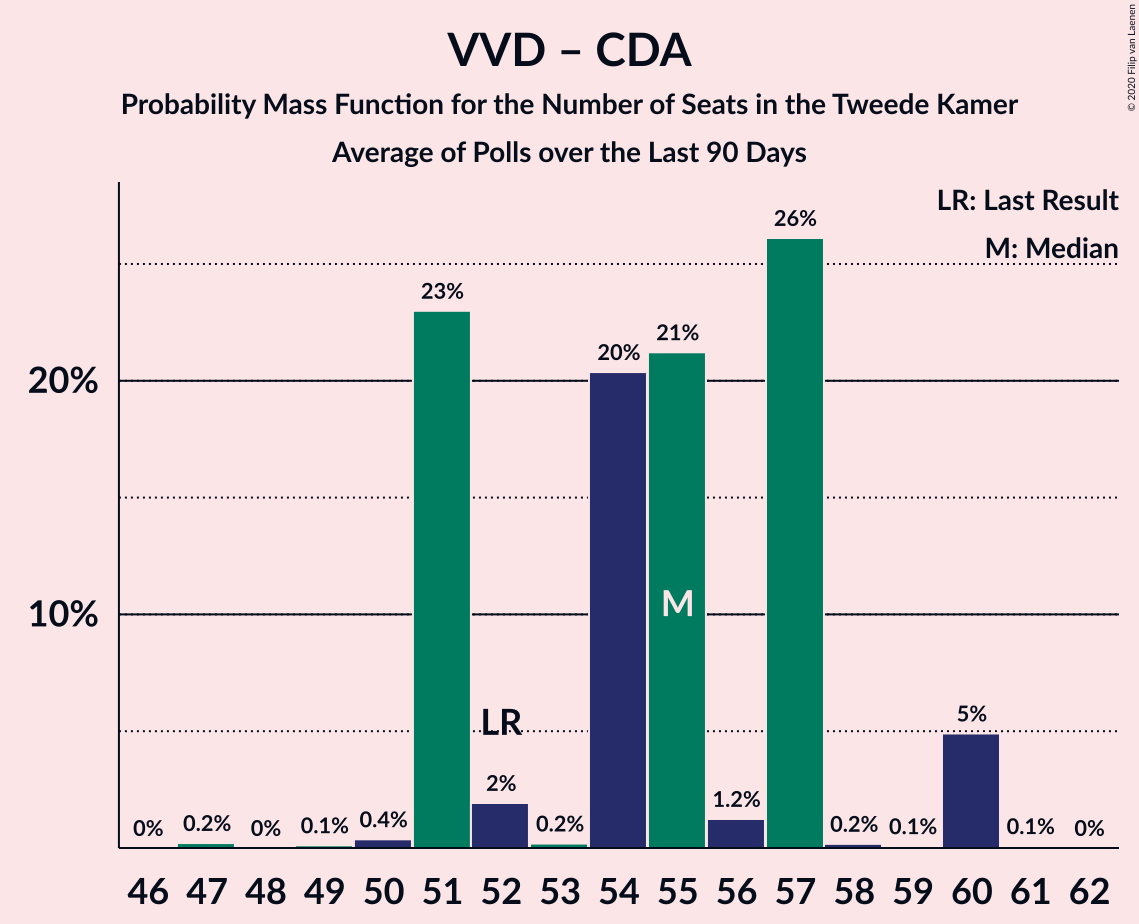 VVD – CDA
Probability Mass Function for the Number of Seats in the Tweede Kamer
Average of Polls over the Last 90 Days
© 2020 Filip van Laenen
LR: Last Result
M: Median
26%
23%
21%
20%
20%
10%
M
LR
5%
2%
1.2%
0% 0.2% 0% 0.1% 0.4% 0.2% 0.2% 0.1% 0.1% 0%
46 47 48 49 50 51 52 53 54 55 56 57 58 59 60 61 62